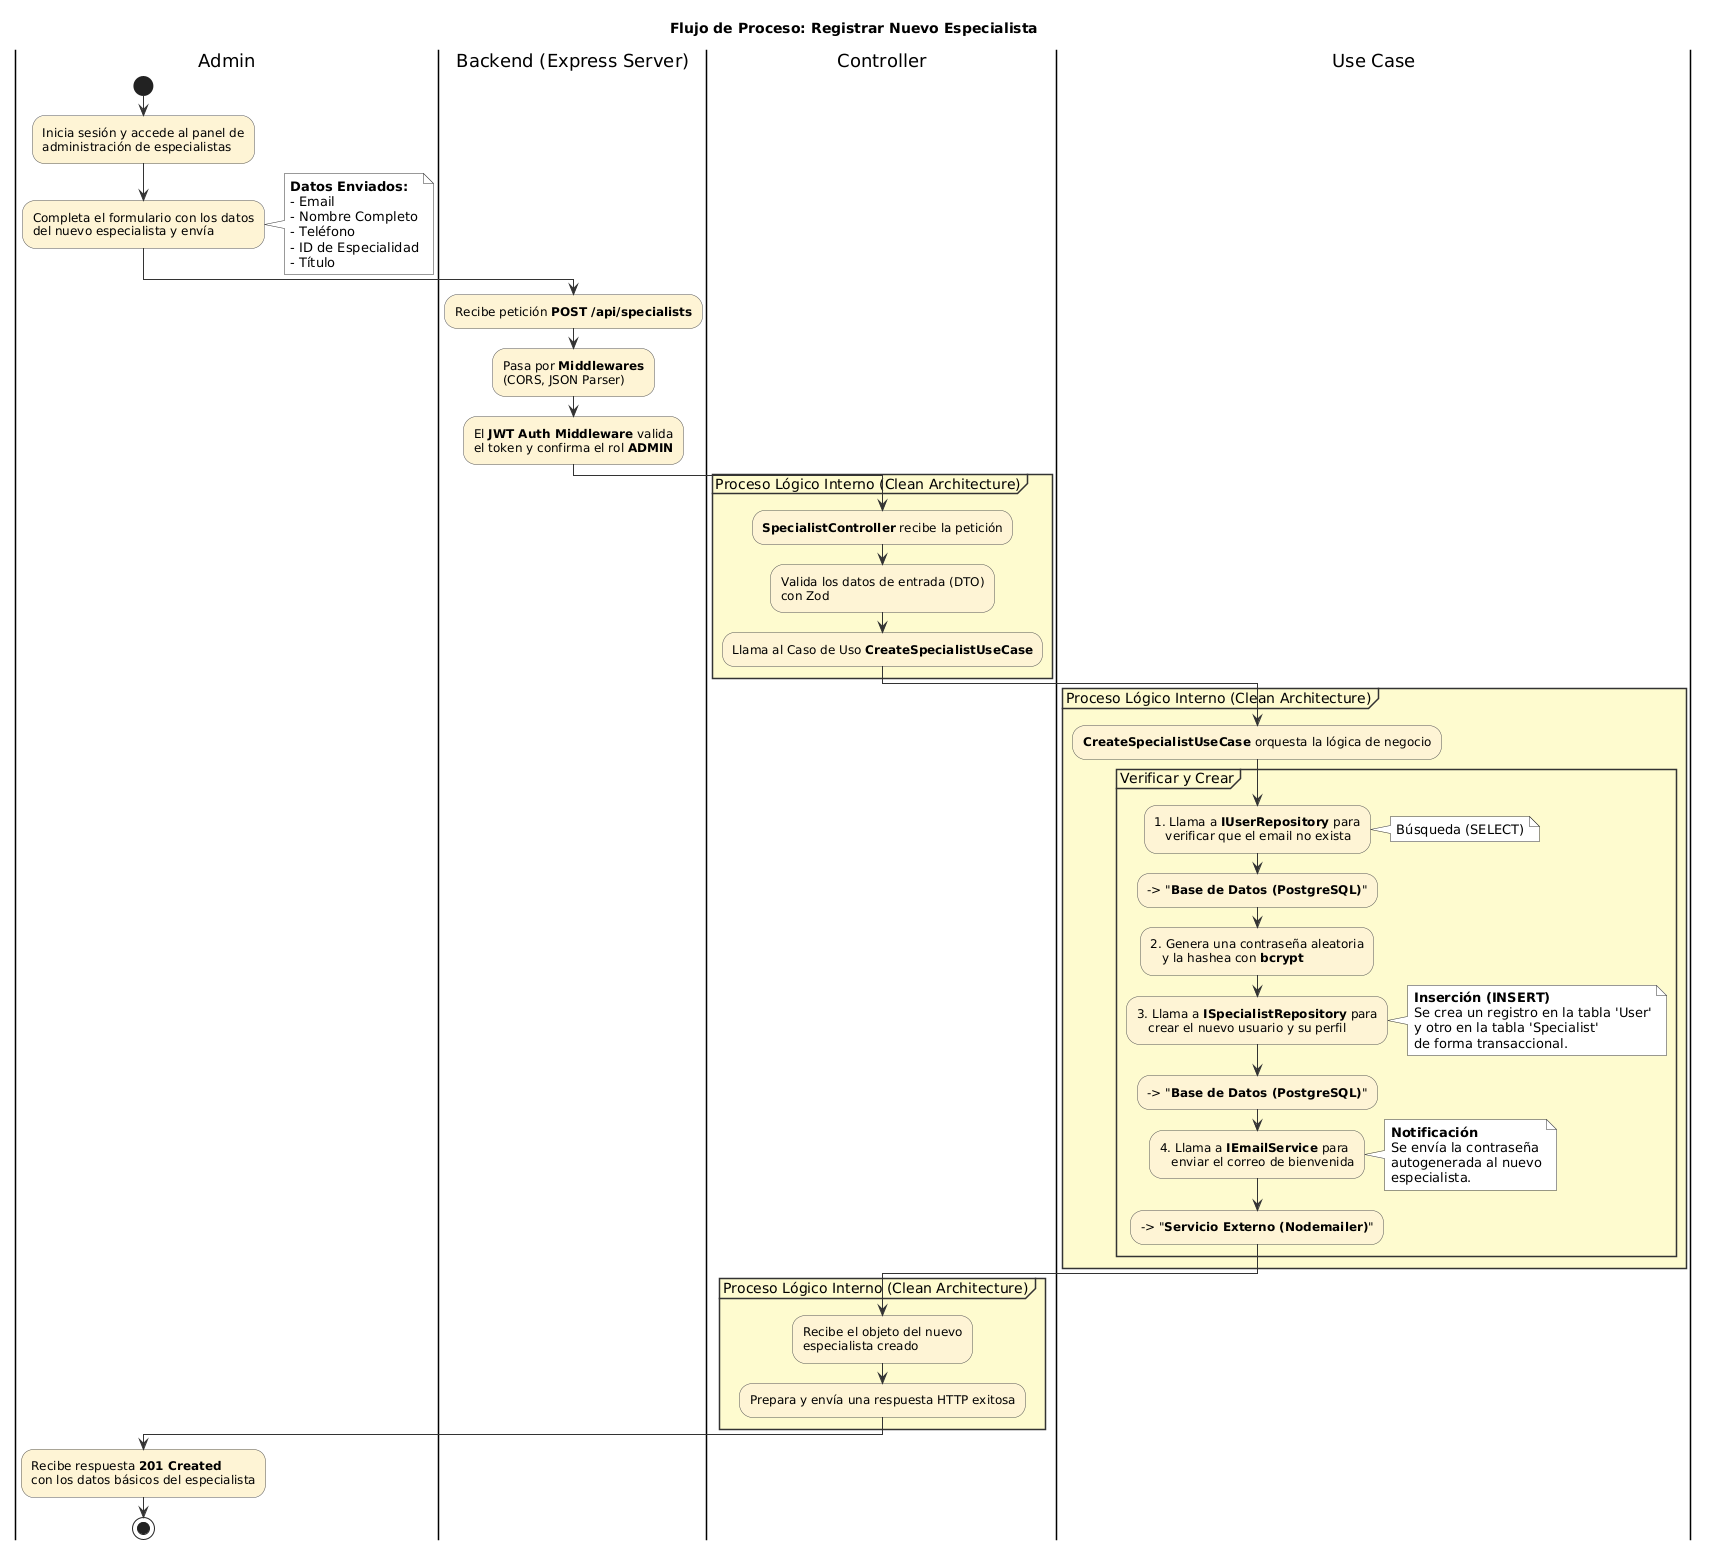 Flujo de Proceso: Registrar Nuevo Especialista
Admin
Backend (Express Server)
Controller
Use Case
Inicia sesión y accede al panel de
administración de especialistas
Completa el formulario con los datos
del nuevo especialista y envía
Datos Enviados:
- Email
- Nombre Completo
- Teléfono
- ID de Especialidad
- Título
Recibe petición POST /api/specialists
Pasa por Middlewares
(CORS, JSON Parser)
El JWT Auth Middleware valida
el token y confirma el rol ADMIN
Proceso Lógico Interno (Clean Architecture)
SpecialistController recibe la petición
Valida los datos de entrada (DTO)
con Zod
Llama al Caso de Uso CreateSpecialistUseCase
Proceso Lógico Interno (Clean Architecture)
CreateSpecialistUseCase orquesta la lógica de negocio
Verificar y Crear
1. Llama a IUserRepository para
verificar que el email no exista
Búsqueda (SELECT)
-> "Base de Datos (PostgreSQL)"
2. Genera una contraseña aleatoria
y la hashea con bcrypt
3. Llama a ISpecialistRepository para
crear el nuevo usuario y su perfil
Inserción (INSERT)
Se crea un registro en la tabla 'User'
y otro en la tabla 'Specialist'
de forma transaccional.
-> "Base de Datos (PostgreSQL)"
4. Llama a IEmailService para
enviar el correo de bienvenida
Notificación
Se envía la contraseña
autogenerada al nuevo
especialista.
-> "Servicio Externo (Nodemailer)"
Proceso Lógico Interno (Clean Architecture)
Recibe el objeto del nuevo
especialista creado
Prepara y envía una respuesta HTTP exitosa
Recibe respuesta 201 Created
con los datos básicos del especialista